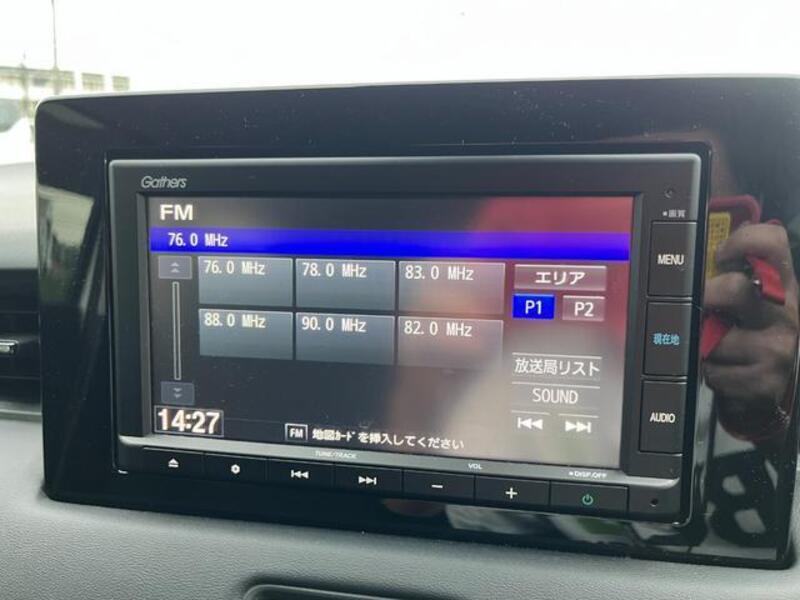 Gathers
FM
76.0 MHz
76.0 MHz 78.0 MHz 83.0 MHz
88.0 MHz 90.0 MHz 82.0 MHz
エリア
P1 P2
放送局リスト
SOUND
14:27
FM 地図ｶｰﾄﾞを挿入してください
画質
MENU
現在地
AUDIO
TUNE/TRACK
VOL
DISP.OFF